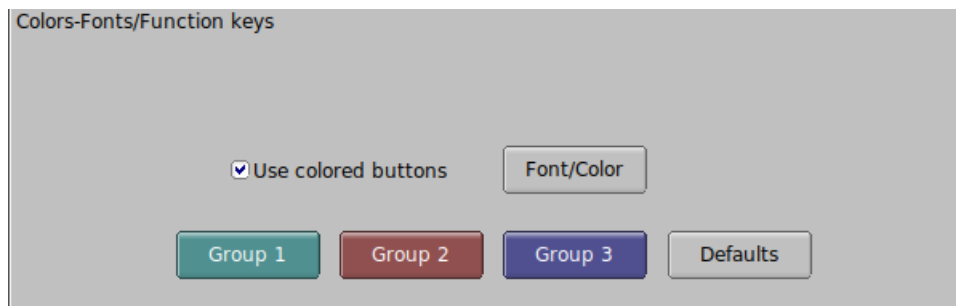 Colors-Fonts/Function keys
Use colored buttons
Font/Color
Group 1
Group 2
Group 3
Defaults